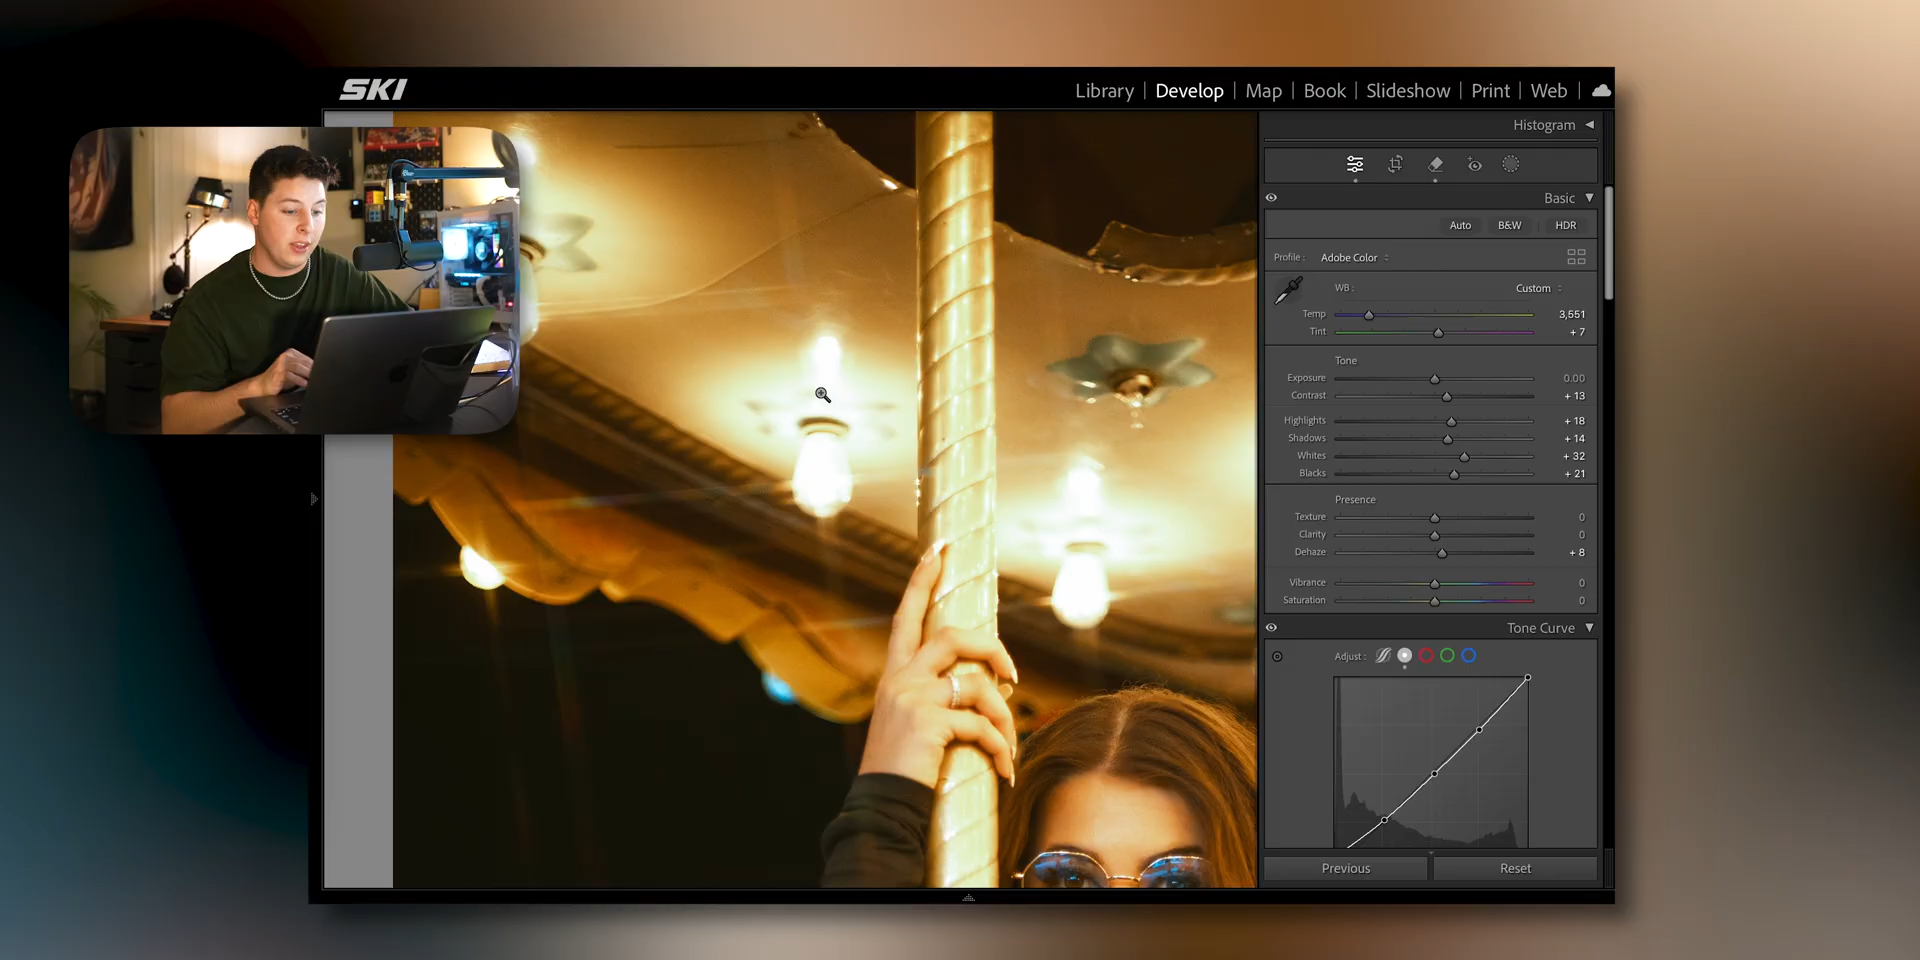 SKI
Library | Develop | Map | Book | Slideshow | Print | Web |
Histogram
Basic
Auto B&W HDR
Profile : Adobe Color
WB : Custom
Temp 3,551
Tint + 7
Tone
Exposure 0.00
Contrast + 13
Highlights + 18
Shadows + 14
Whites + 32
Blacks + 21
Presence
Texture 0
Clarity 0
Dehaze + 8
Vibrance 0
Saturation 0
Tone Curve
Adjust :
Previous Reset